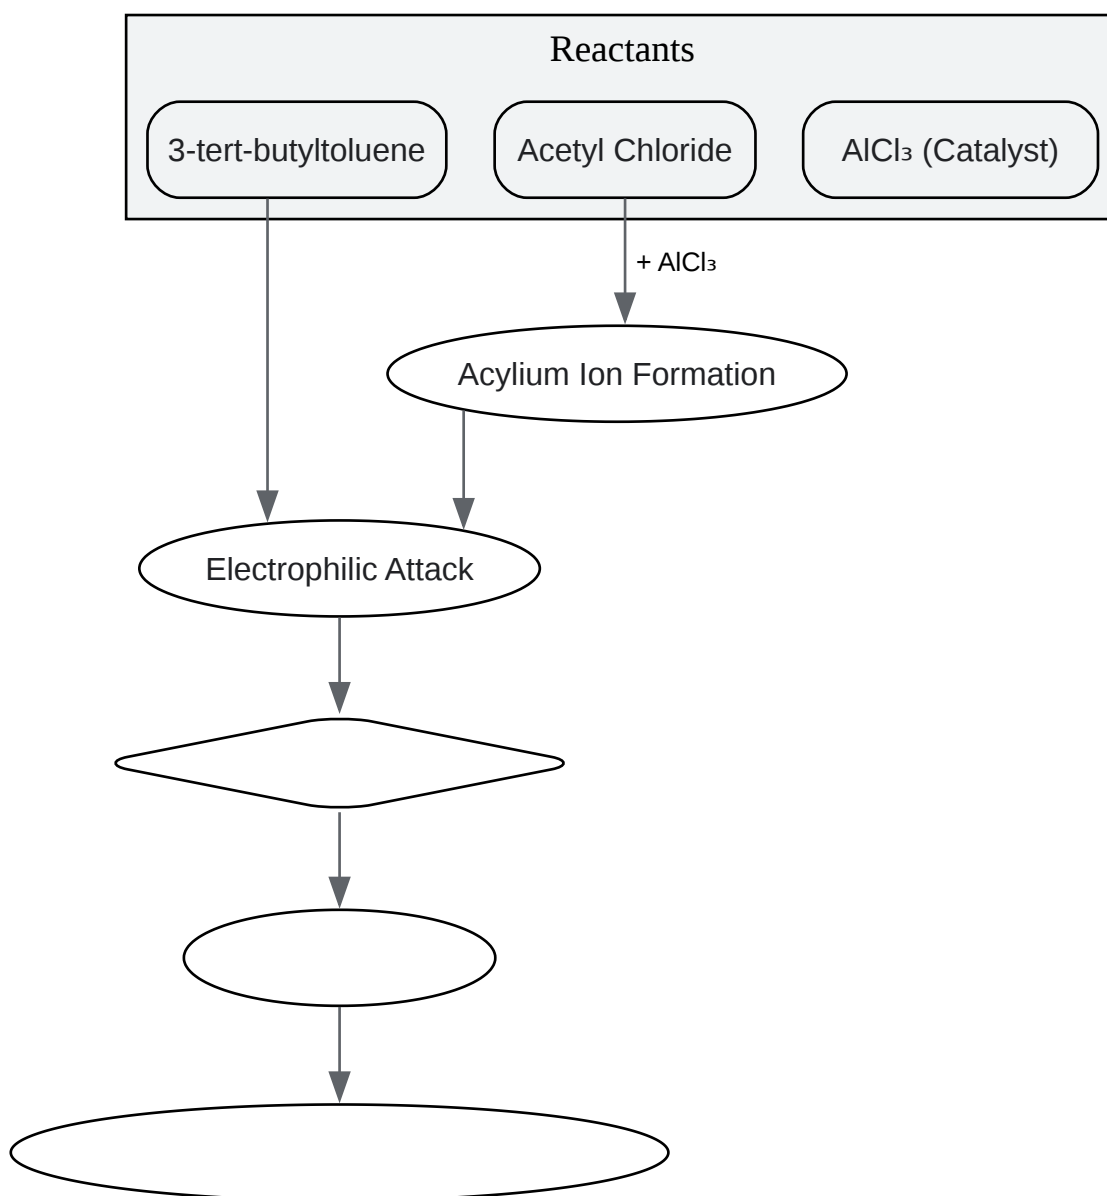 Reactants
3-tert-butyltoluene
Acetyl Chloride
AlCl₃ (Catalyst)
+ AlCl₃
Acylium Ion Formation
Electrophilic Attack